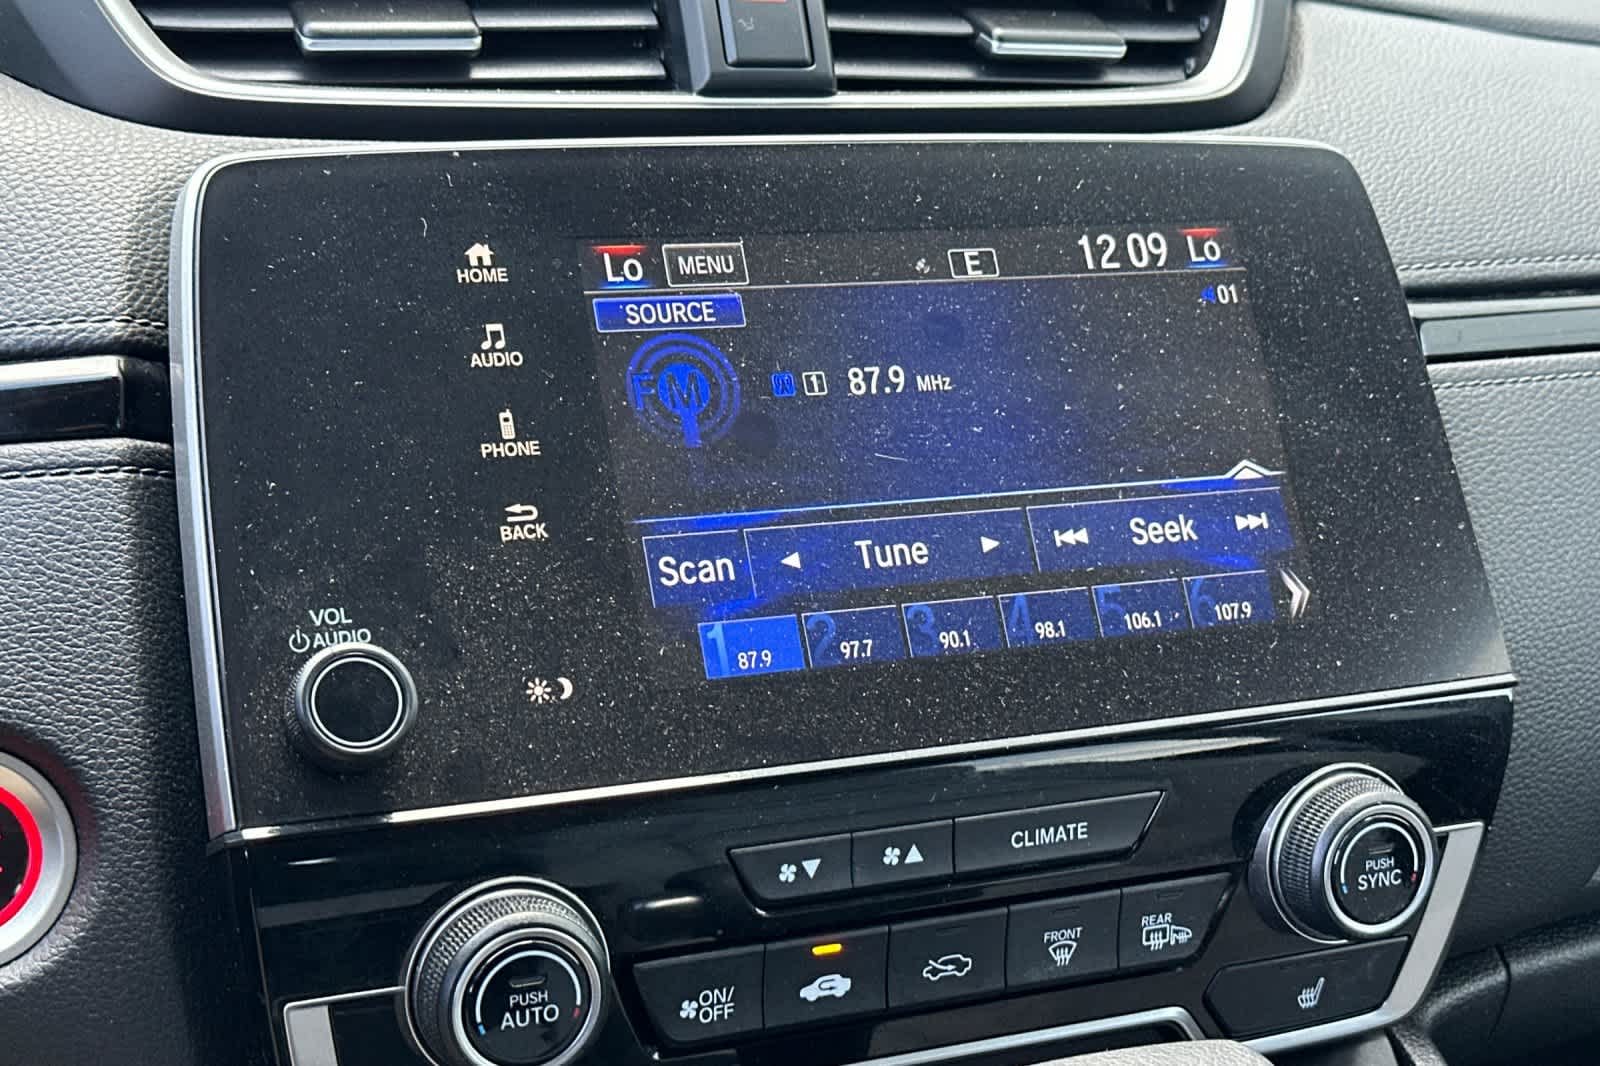 HOME
AUDIO
PHONE
BACK
VOL
AUDIO
Lo MENU E 12 09 Lo
SOURCE 01
FM 1 87.9 MHz
Scan Tune Seek
1 87.9 2 97.7 3 90.1 4 98.1 5 106.1 6 107.9
CLIMATE
PUSH
SYNC
PUSH
AUTO
ON/
OFF
FRONT
REAR